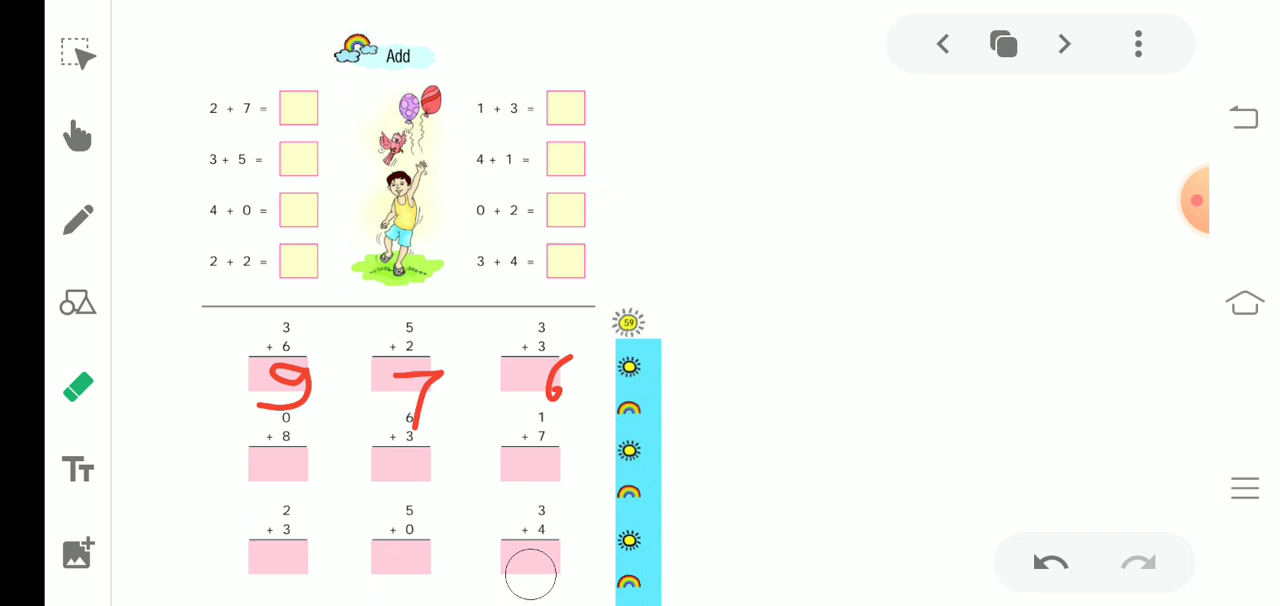 Add
2 + 7 =
1 + 3 =
3 + 5 =
4 + 1 =
4 + 0 =
0 + 2 =
2 + 2 =
3 + 4 =
3 5 3
+ 6 + 2 + 3
9 7 6
0 6 1
+ 8 + 3 + 7
2 5 3
+ 3 + 0 + 4
59
TT